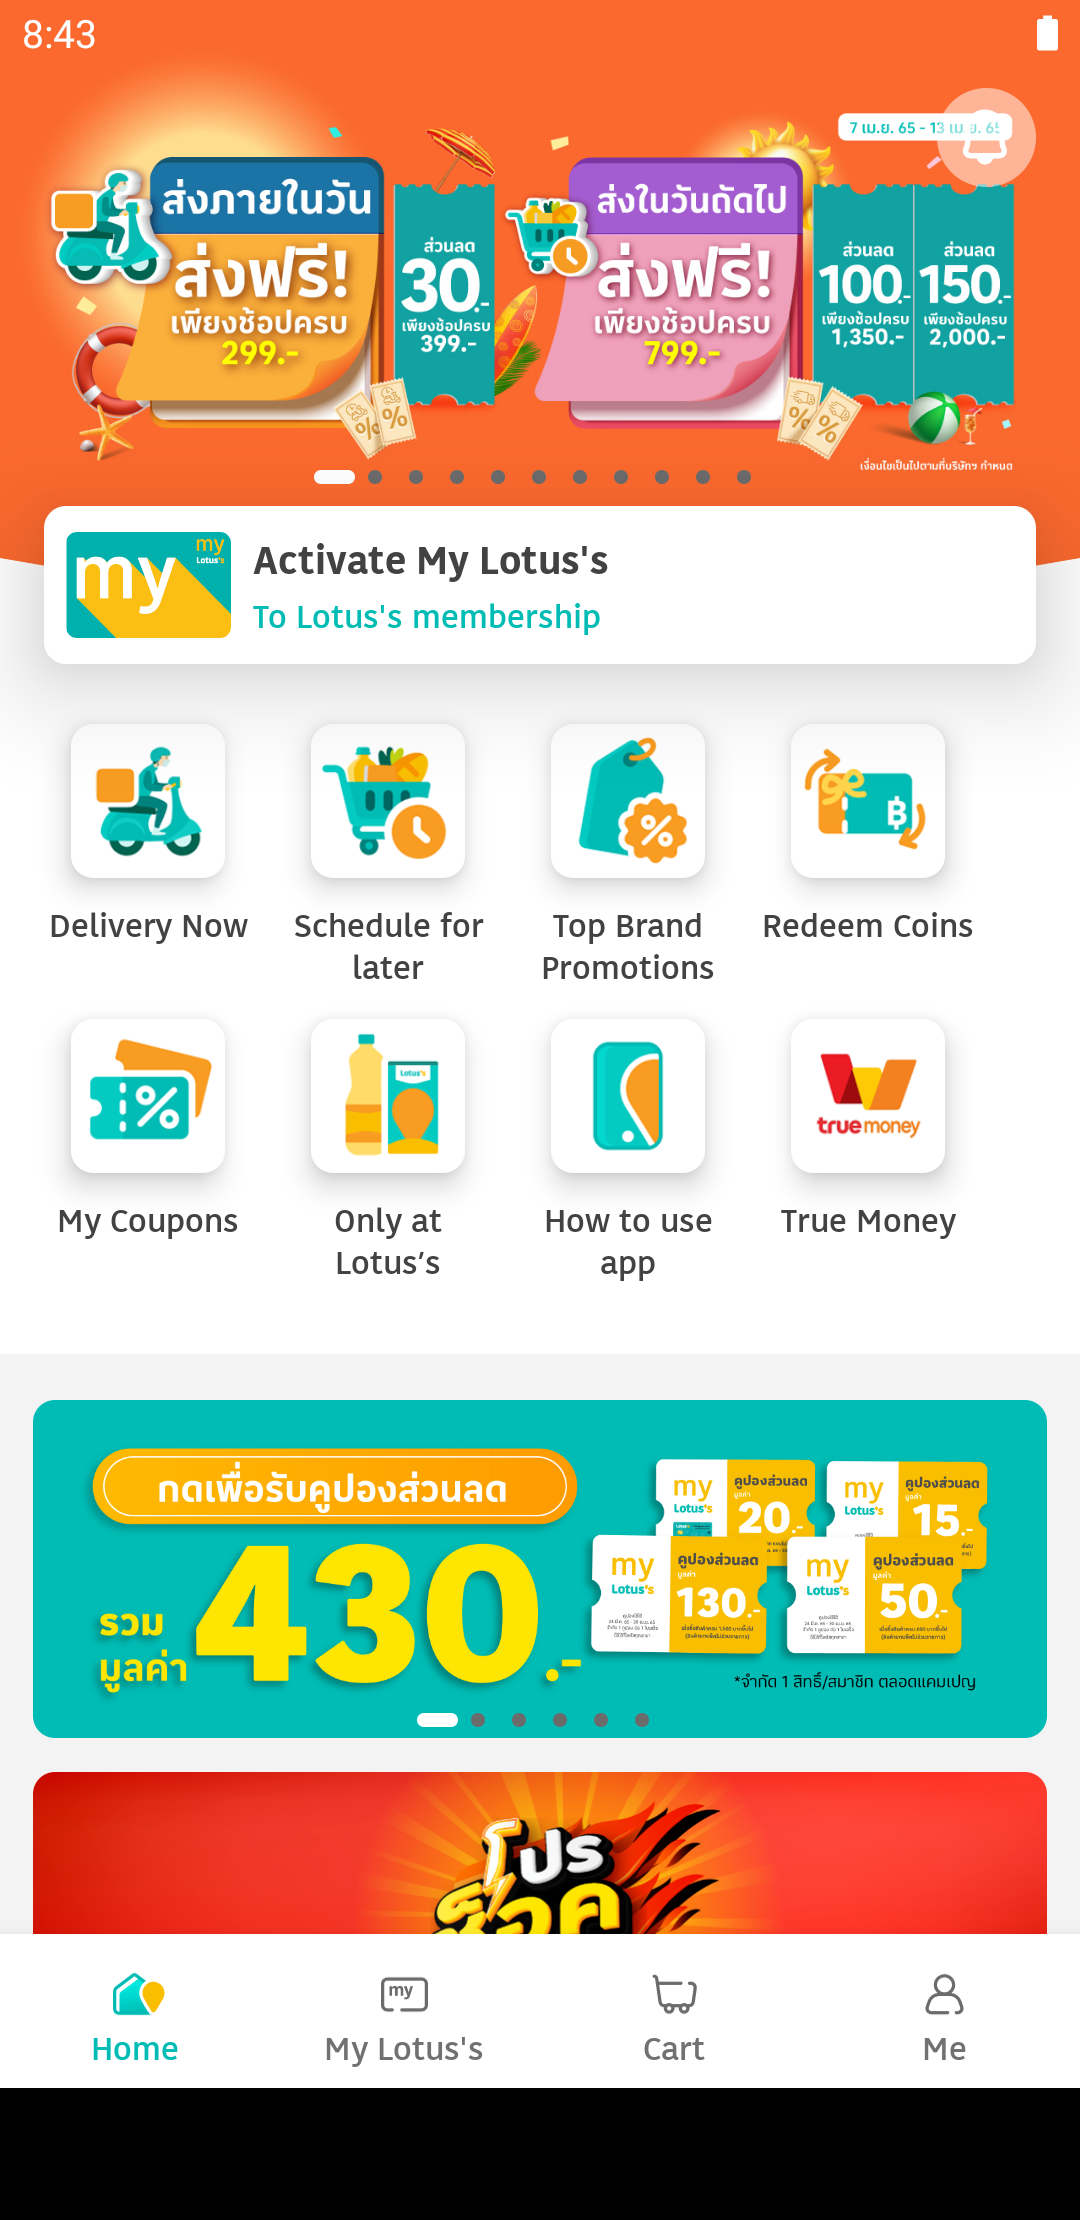 8:43
7 เม.ย. 65 - 13 เม.ย. 65
ส่งภายในวัน
ส่งฟรี!
เพียงช้อปครบ
299.-
ส่วนลด
30.-
เพียงช้อปครบ
399.-
ส่งในวันถัดไป
ส่งฟรี!
เพียงช้อปครบ
799.-
ส่วนลด
100.-
เพียงช้อปครบ
1,350.-
ส่วนลด
150.-
เพียงช้อปครบ
2,000.-
เงื่อนไขเป็นไปตามที่บริษัทฯ กำหนด
my
my
Lotus's
Activate My Lotus's
To Lotus's membership
Delivery Now
Schedule for
later
Top Brand
Promotions
Redeem Coins
Lotus's
true money
My Coupons
Only at
Lotus’s
How to use
app
True Money
กดเพื่อรับคูปองส่วนลด
รวม
มูลค่า
430.-
my
Lotus's
คูปองส่วนลด
มูลค่า
20.-
my
Lotus's
คูปองส่วนลด
มูลค่า
15.-
my
Lotus's
คูปองส่วนลด
มูลค่า
130.-
my
Lotus's
คูปองส่วนลด
มูลค่า
50.-
*จำกัด 1 สิทธิ์/สมาชิก ตลอดแคมเปญ
โปร
ช็อค
my
Home
My Lotus's
Cart
Me